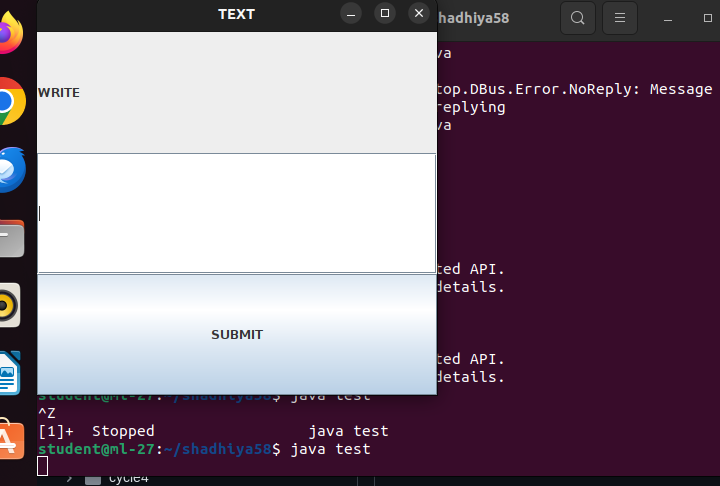 TEXT
shadhiya58
va
WRITE
top.DBus.Error.NoReply: Message
replying
va
ted API.
details.
SUBMIT
ted API.
details.
student@ml-27:~/shadhiya58$ java test
^Z
[1]+  Stopped                 java test
student@ml-27:~/shadhiya58$ java test
cycle4